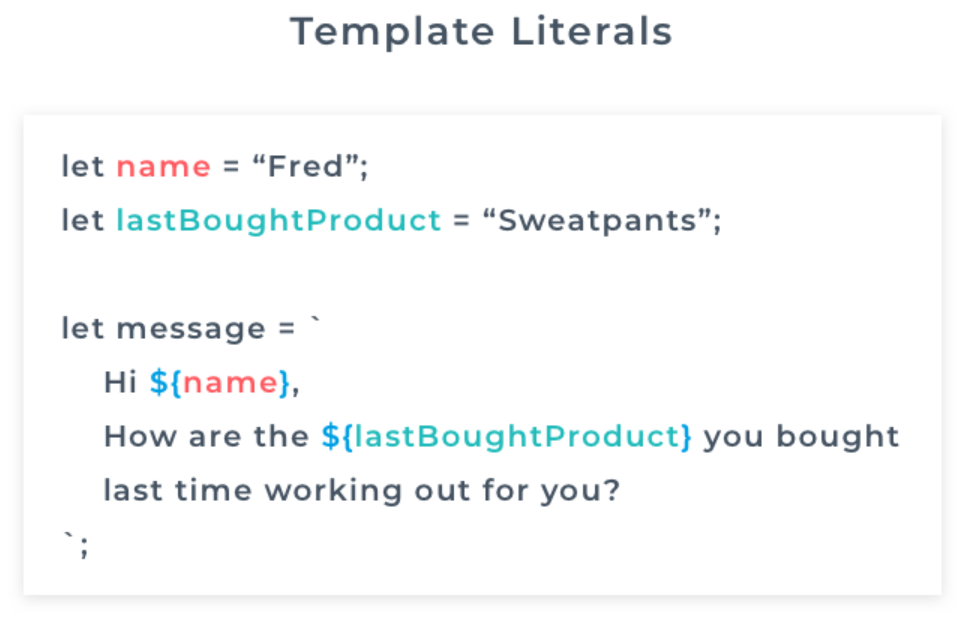 Template Literals
let name = “Fred”;
let lastBoughtProduct = “Sweatpants”;
let message = `
Hi ${name},
How are the ${lastBoughtProduct} you bought
last time working out for you?
`;